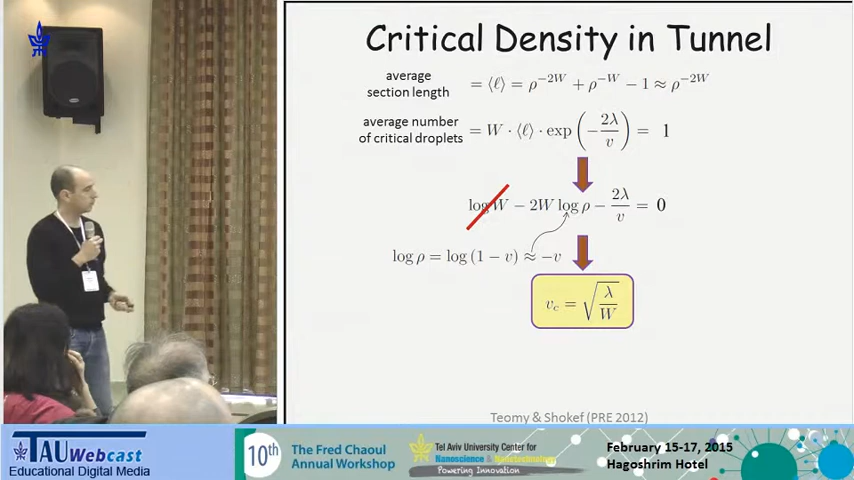 Critical Density in Tunnel
average
section length
= ⟨ℓ⟩ = ρ^{-2W} + ρ^{-W} − 1 ≈ ρ^{-2W}
average number
of critical droplets
= W · ⟨ℓ⟩ · exp(−2λ/v) = 1
log W − 2W log ρ − 2λ/v = 0
log ρ = log (1 − v) ≈ −v
v_c = √(λ/W)
Teomy & Shokef (PRE 2012)
TAU Webcast
Educational Digital Media
10th
The Fred Chaoul
Annual Workshop
Tel Aviv University Center for
Nanoscience & Nanotechnology
Powering Innovation
February 15-17, 2015
Hagoshrim Hotel